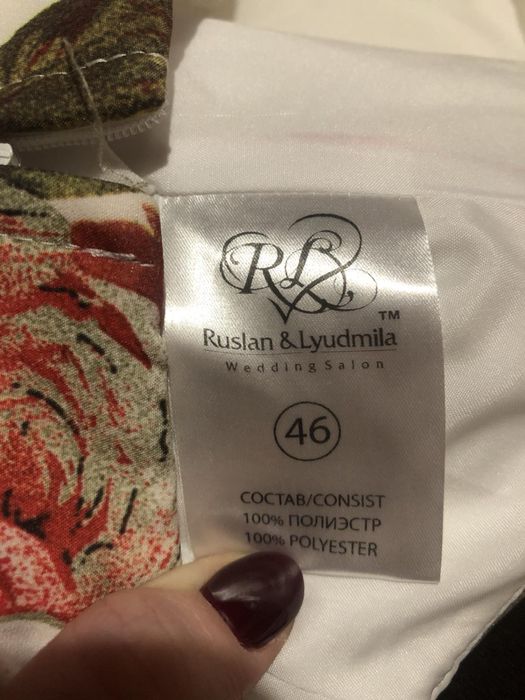 RL
TM
Ruslan & Lyudmila
Wedding Salon
46
СОСТАВ/CONSIST
100% ПОЛИЭСТР
100% POLYESTER